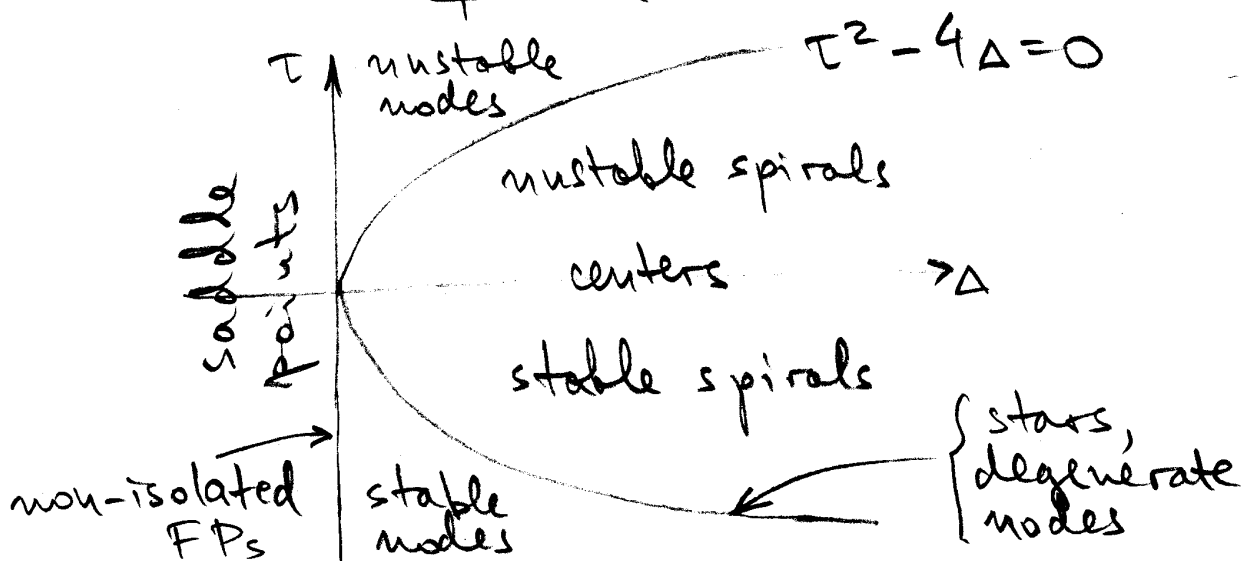 τ
unstable
nodes
τ² - 4Δ = 0
unstable spirals
saddle
points
centers
Δ
stable spirals
non-isolated
FPs
stable
nodes
stars,
degenerate
nodes